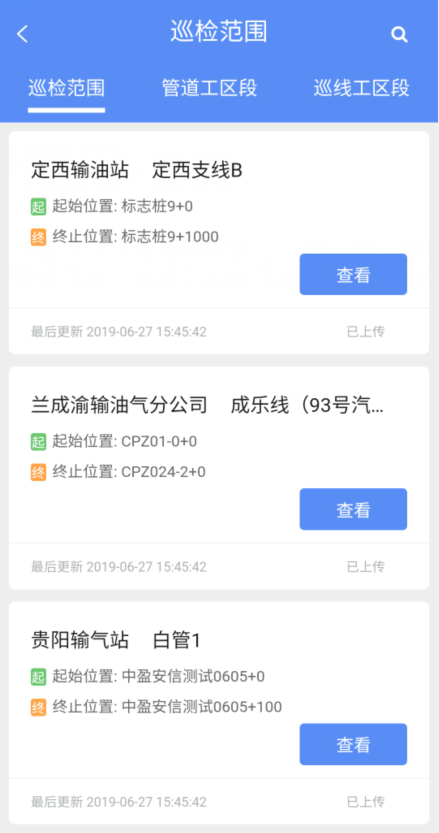 巡检范围
巡检范围 管道工区段 巡线工区段
定西输油站 定西支线B
起 起始位置: 标志桩9+0
终 终止位置: 标志桩9+1000
查看
最后更新 2019-06-27 15:45:42 已上传
兰成渝输油气分公司 成乐线（93号汽...
起 起始位置: CPZ01-0+0
终 终止位置: CPZ024-2+0
查看
最后更新 2019-06-27 15:45:42 已上传
贵阳输气站 白管1
起 起始位置: 中盈安信测试0605+0
终 终止位置: 中盈安信测试0605+100
查看
最后更新 2019-06-27 15:45:42 已上传